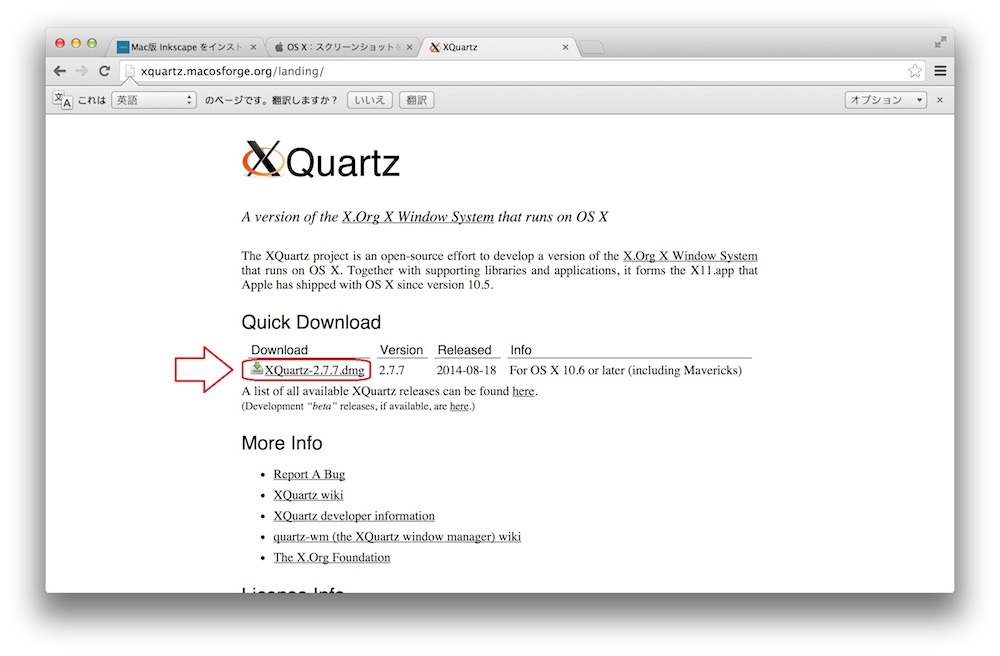 Mac版 Inkscape をインスト
OS X：スクリーンショットを
XQuartz
xquartz.macosforge.org/landing/
これは 英語 のページです。翻訳しますか？ いいえ 翻訳 オプション
XQuartz
A version of the X.Org X Window System that runs on OS X
The XQuartz project is an open-source effort to develop a version of the X.Org X Window System
that runs on OS X. Together with supporting libraries and applications, it forms the X11.app that
Apple has shipped with OS X since version 10.5.
Quick Download
Download Version Released Info
XQuartz-2.7.7.dmg 2.7.7 2014-08-18 For OS X 10.6 or later (including Mavericks)
A list of all available XQuartz releases can be found here.
(Development “beta” releases, if available, are here.)
More Info
• Report A Bug
• XQuartz wiki
• XQuartz developer information
• quartz-wm (the XQuartz window manager) wiki
• The X.Org Foundation
License Info